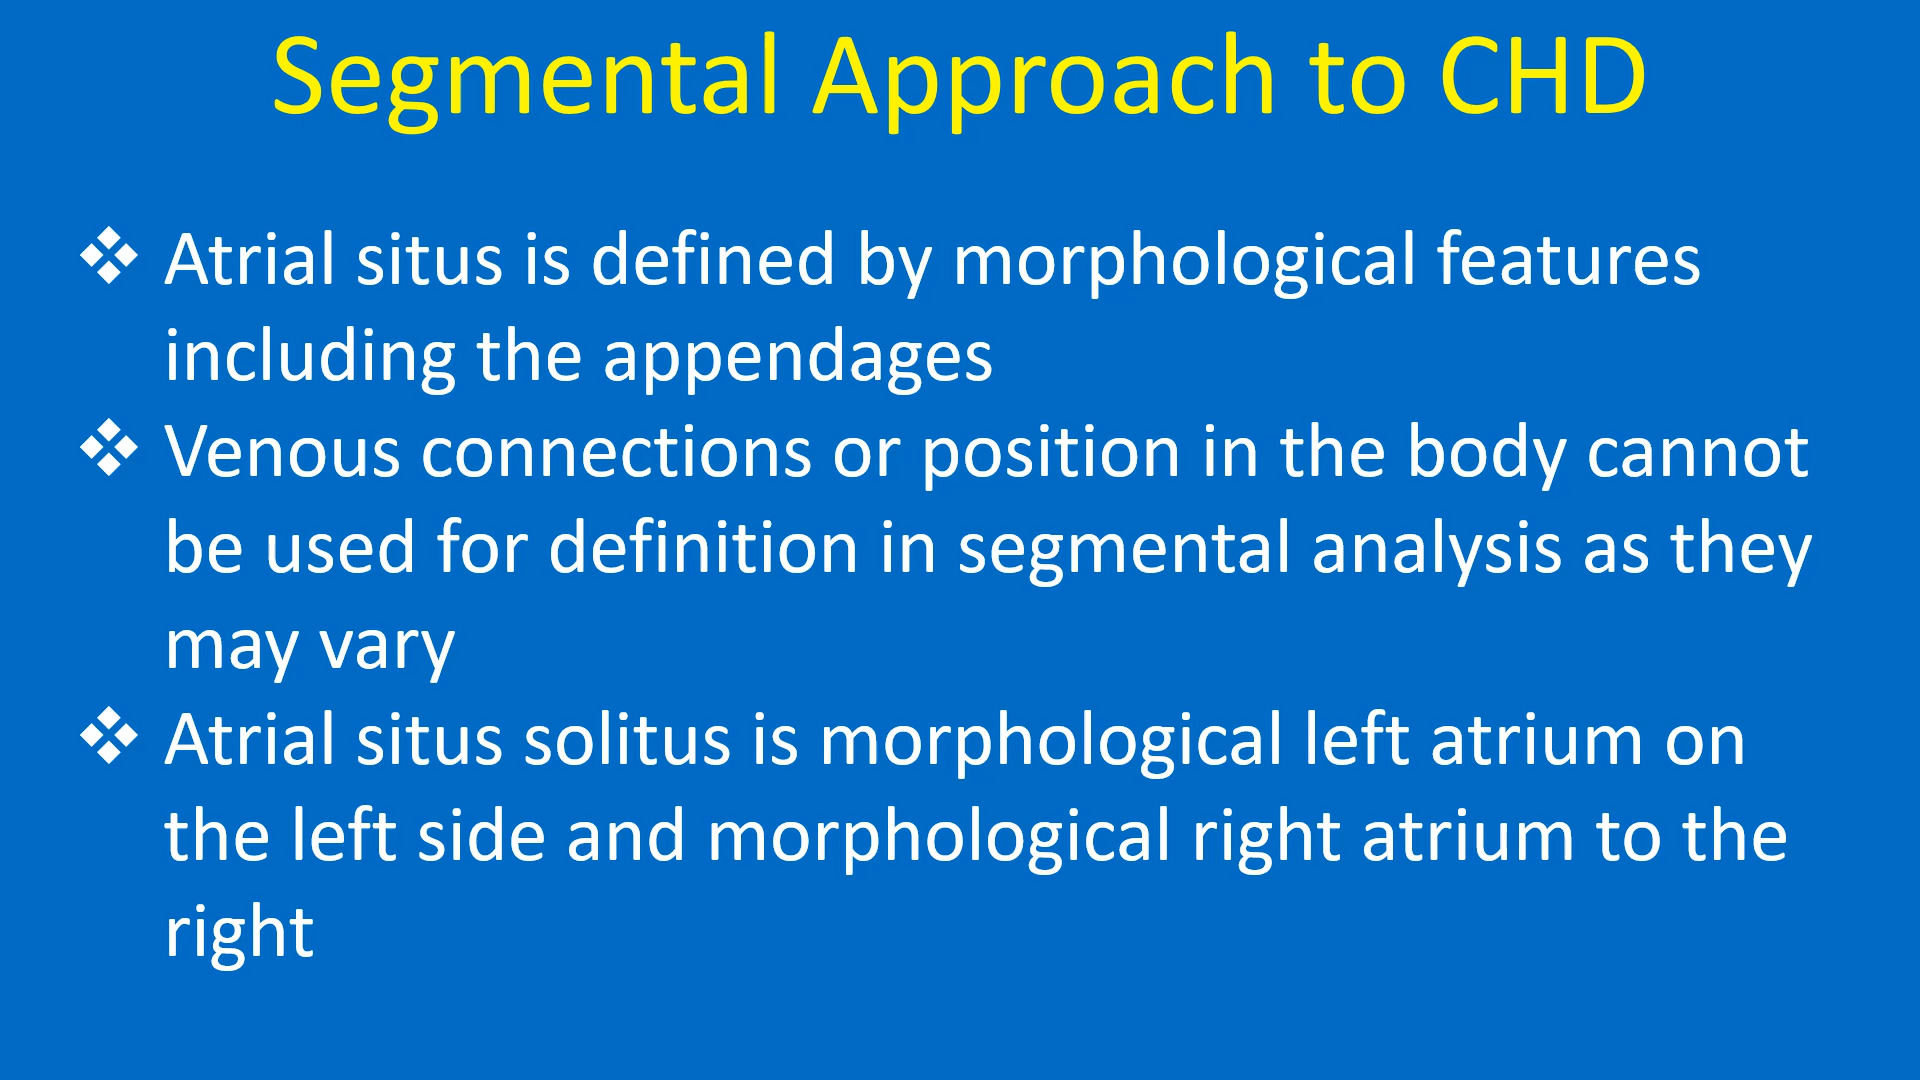 Segmental Approach to CHD
❖ Atrial situs is defined by morphological features
including the appendages
❖ Venous connections or position in the body cannot
be used for definition in segmental analysis as they
may vary
❖ Atrial situs solitus is morphological left atrium on
the left side and morphological right atrium to the
right